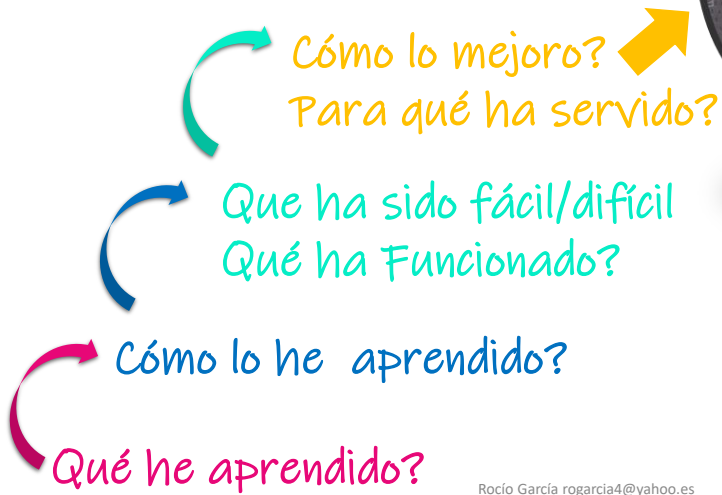 Cómo lo mejoro?
Para qué ha servido?
Que ha sido fácil/difícil
Qué ha Funcionado?
Cómo lo he aprendido?
Qué he aprendido?
Rocío García rogarcia4@yahoo.es